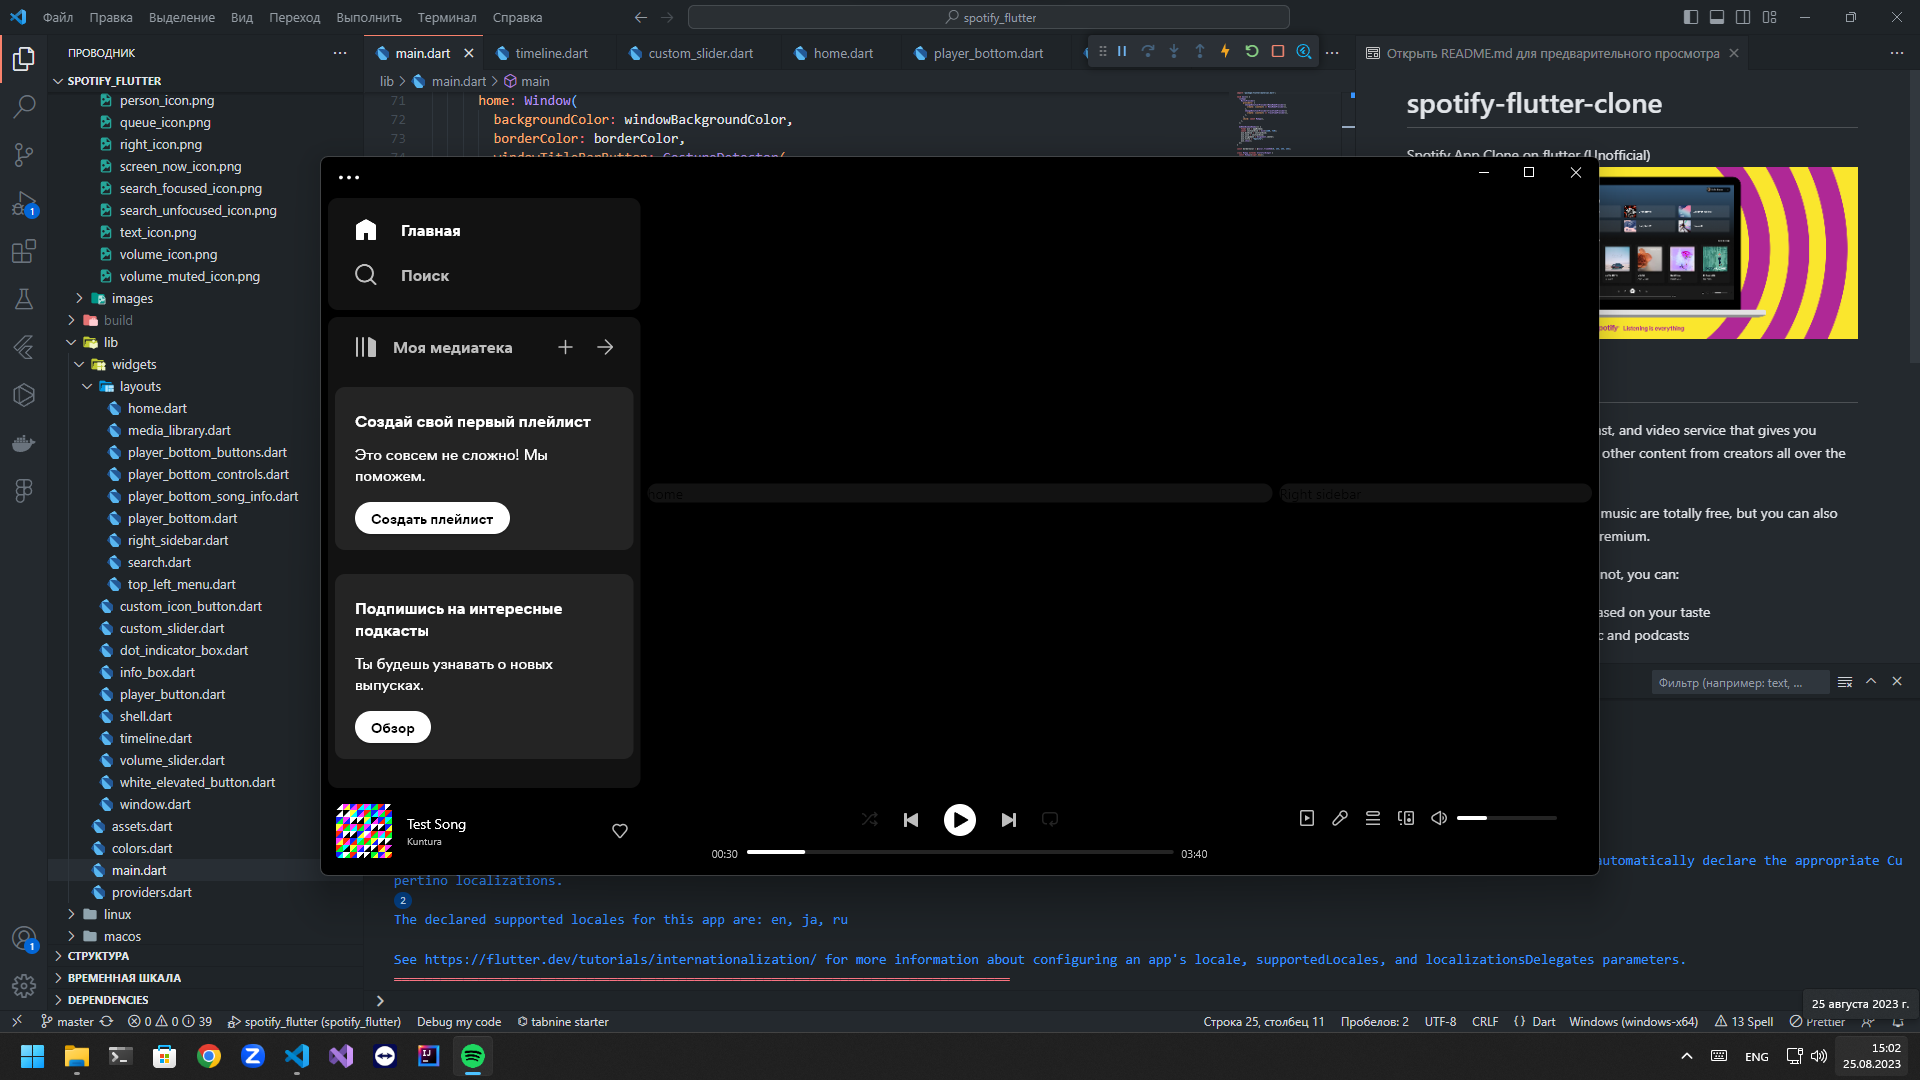 Файл Правка Выделение Вид Переход Выполнить Терминал Справка
spotify_flutter
ПРОВОДНИК
main.dart
timeline.dart
custom_slider.dart
home.dart
player_bottom.dart
Открыть README.md для предварительного просмотра
SPOTIFY_FLUTTER
lib > main.dart > main
person_icon.png
queue_icon.png
right_icon.png
screen_now_icon.png
search_focused_icon.png
search_unfocused_icon.png
text_icon.png
volume_icon.png
volume_muted_icon.png
images
build
lib
widgets
layouts
home.dart
media_library.dart
player_bottom_buttons.dart
player_bottom_controls.dart
player_bottom_song_info.dart
player_bottom.dart
right_sidebar.dart
search.dart
top_left_menu.dart
custom_icon_button.dart
custom_slider.dart
dot_indicator_box.dart
info_box.dart
player_button.dart
shell.dart
timeline.dart
volume_slider.dart
white_elevated_button.dart
window.dart
assets.dart
colors.dart
main.dart
providers.dart
linux
macos
СТРУКТУРА
ВРЕМЕННАЯ ШКАЛА
DEPENDENCIES
71 home: Window(
72 backgroundColor: windowBackgroundColor,
73 borderColor: borderColor,
spotify-flutter-clone
Spotify App Clone on flutter (Unofficial)
Listening is everything
Главная
Поиск
Моя медиатека
Создай свой первый плейлист
Это совсем не сложно! Мы
поможем.
Создать плейлист
Подпишись на интересные
подкасты
Ты будешь узнавать о новых
выпусках.
Обзор
home
Right sidebar
Test Song
Kuntura
00:30
03:40
and video service that gives you
other content from creators all over the
music are totally free, but you can also
not, you can:
based on your taste
and podcasts
Фильтр (например: text, ...
automatically declare the appropriate Cu
pertino localizations.
2
The declared supported locales for this app are: en, ja, ru
See https://flutter.dev/tutorials/internationalization/ for more information about configuring an app's locale, supportedLocales, and localizationsDelegates parameters.
25 августа 2023 г.
master 0 0 39 spotify_flutter (spotify_flutter) Debug my code tabnine starter
Строка 25, столбец 11 Пробелов: 2 UTF-8 CRLF {} Dart Windows (windows-x64) 13 Spell Prettier
1
1
ENG
15:02
25.08.2023